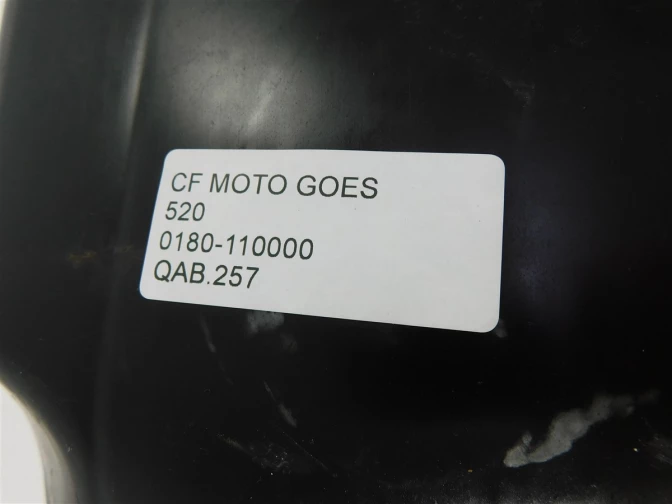 CF MOTO GOES
520
0180-110000
QAB.257